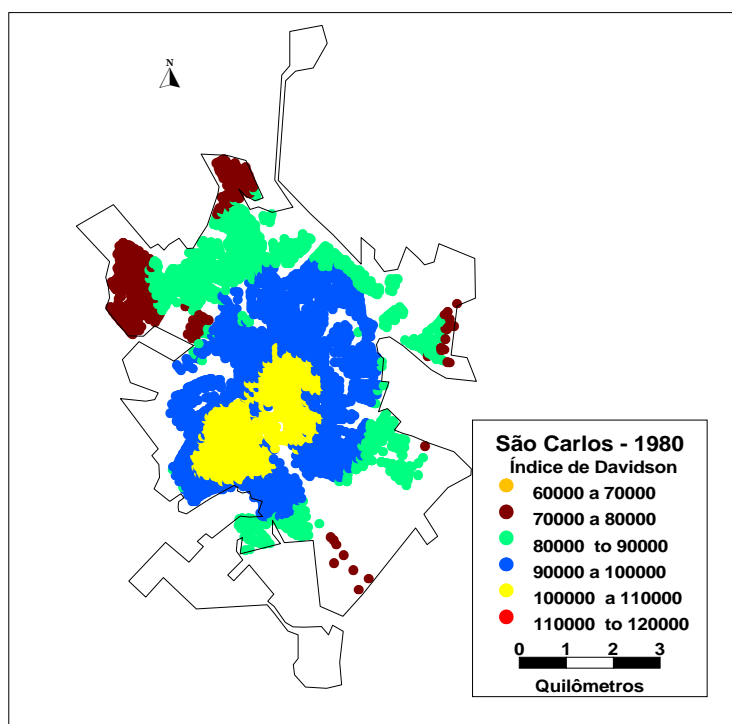 N
São Carlos - 1980
Índice de Davidson
60000 a 70000
70000 a 80000
80000 to 90000
90000 a 100000
100000 a 110000
110000 to 120000
0 1 2 3
Quilômetros